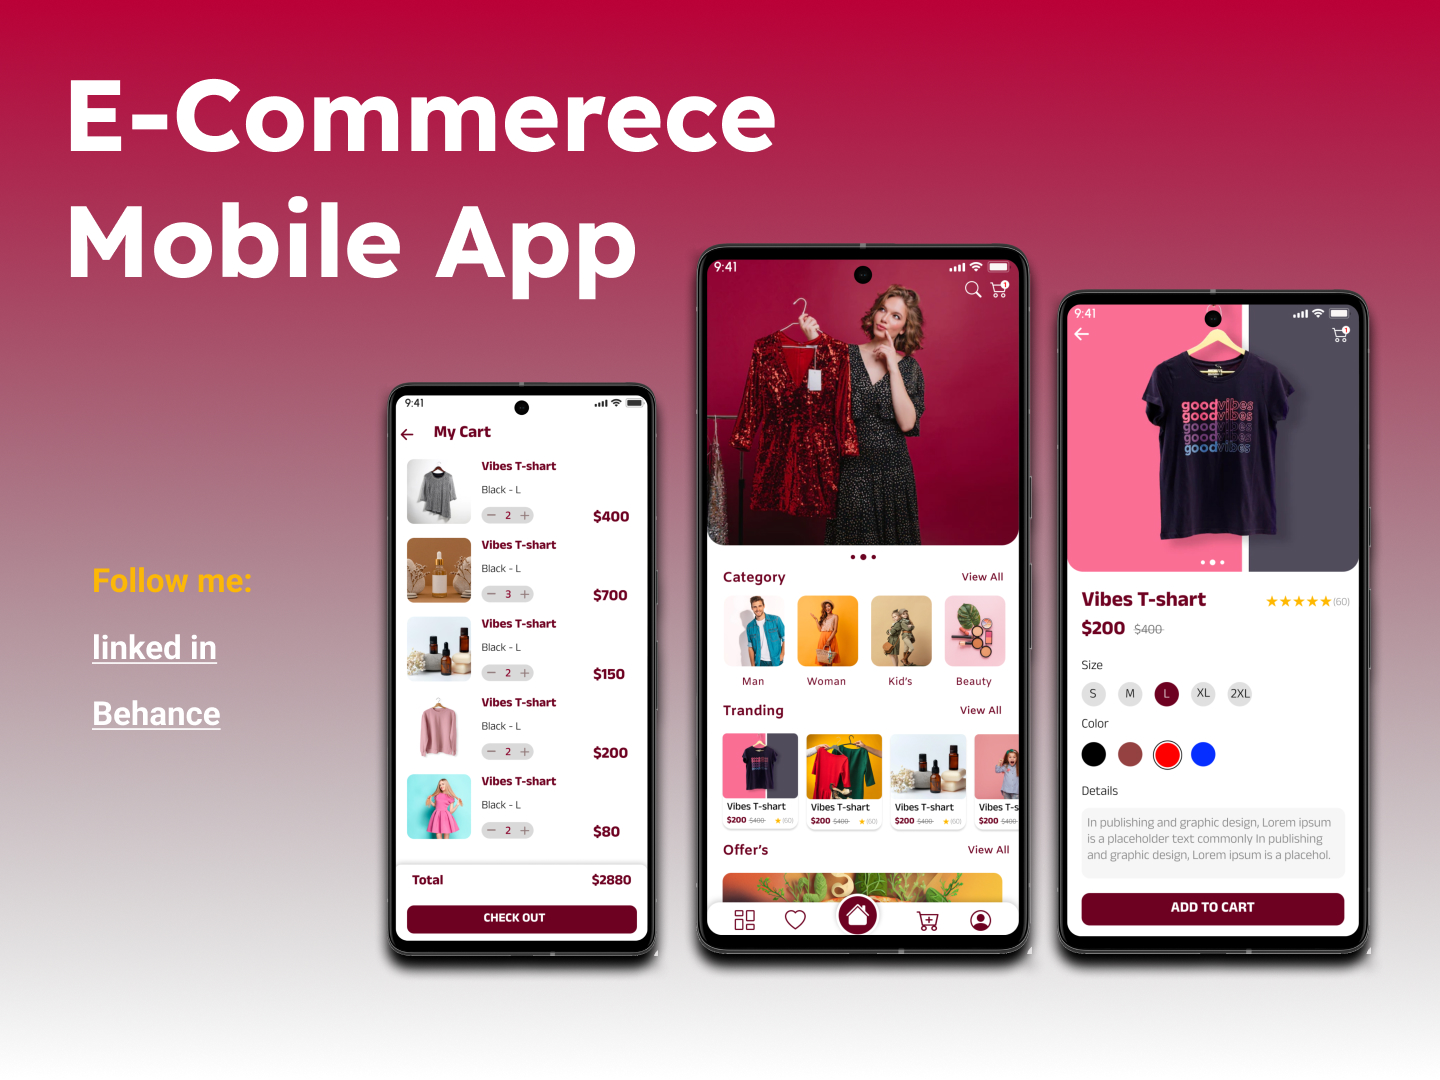 E-Commerece
Mobile App
Follow me:
linked in
Behance
9:41
My Cart
Vibes T-shart
Black - L
2
$400
Vibes T-shart
Black - L
3
$700
Vibes T-shart
Black - L
2
$150
Vibes T-shart
Black - L
2
$200
Vibes T-shart
Black - L
2
$80
Total $2880
CHECK OUT
9:41
1
Category View All
Man Woman Kid's Beauty
Tranding View All
Vibes T-shart Vibes T-shart Vibes T-shart Vibes T-s
$200 $400 (60) $200 $400 (60) $200 $400 (60) $200 $400
Offer's View All
9:41
1
goodvibes
goodvibes
goodvibes
goodvibes
goodvibes
Vibes T-shart (60)
$200 $400
Size
S M L XL 2XL
Color
Details
In publishing and graphic design, Lorem ipsum
is a placeholder text commonly In publishing
and graphic design, Lorem ipsum is a placehol.
ADD TO CART